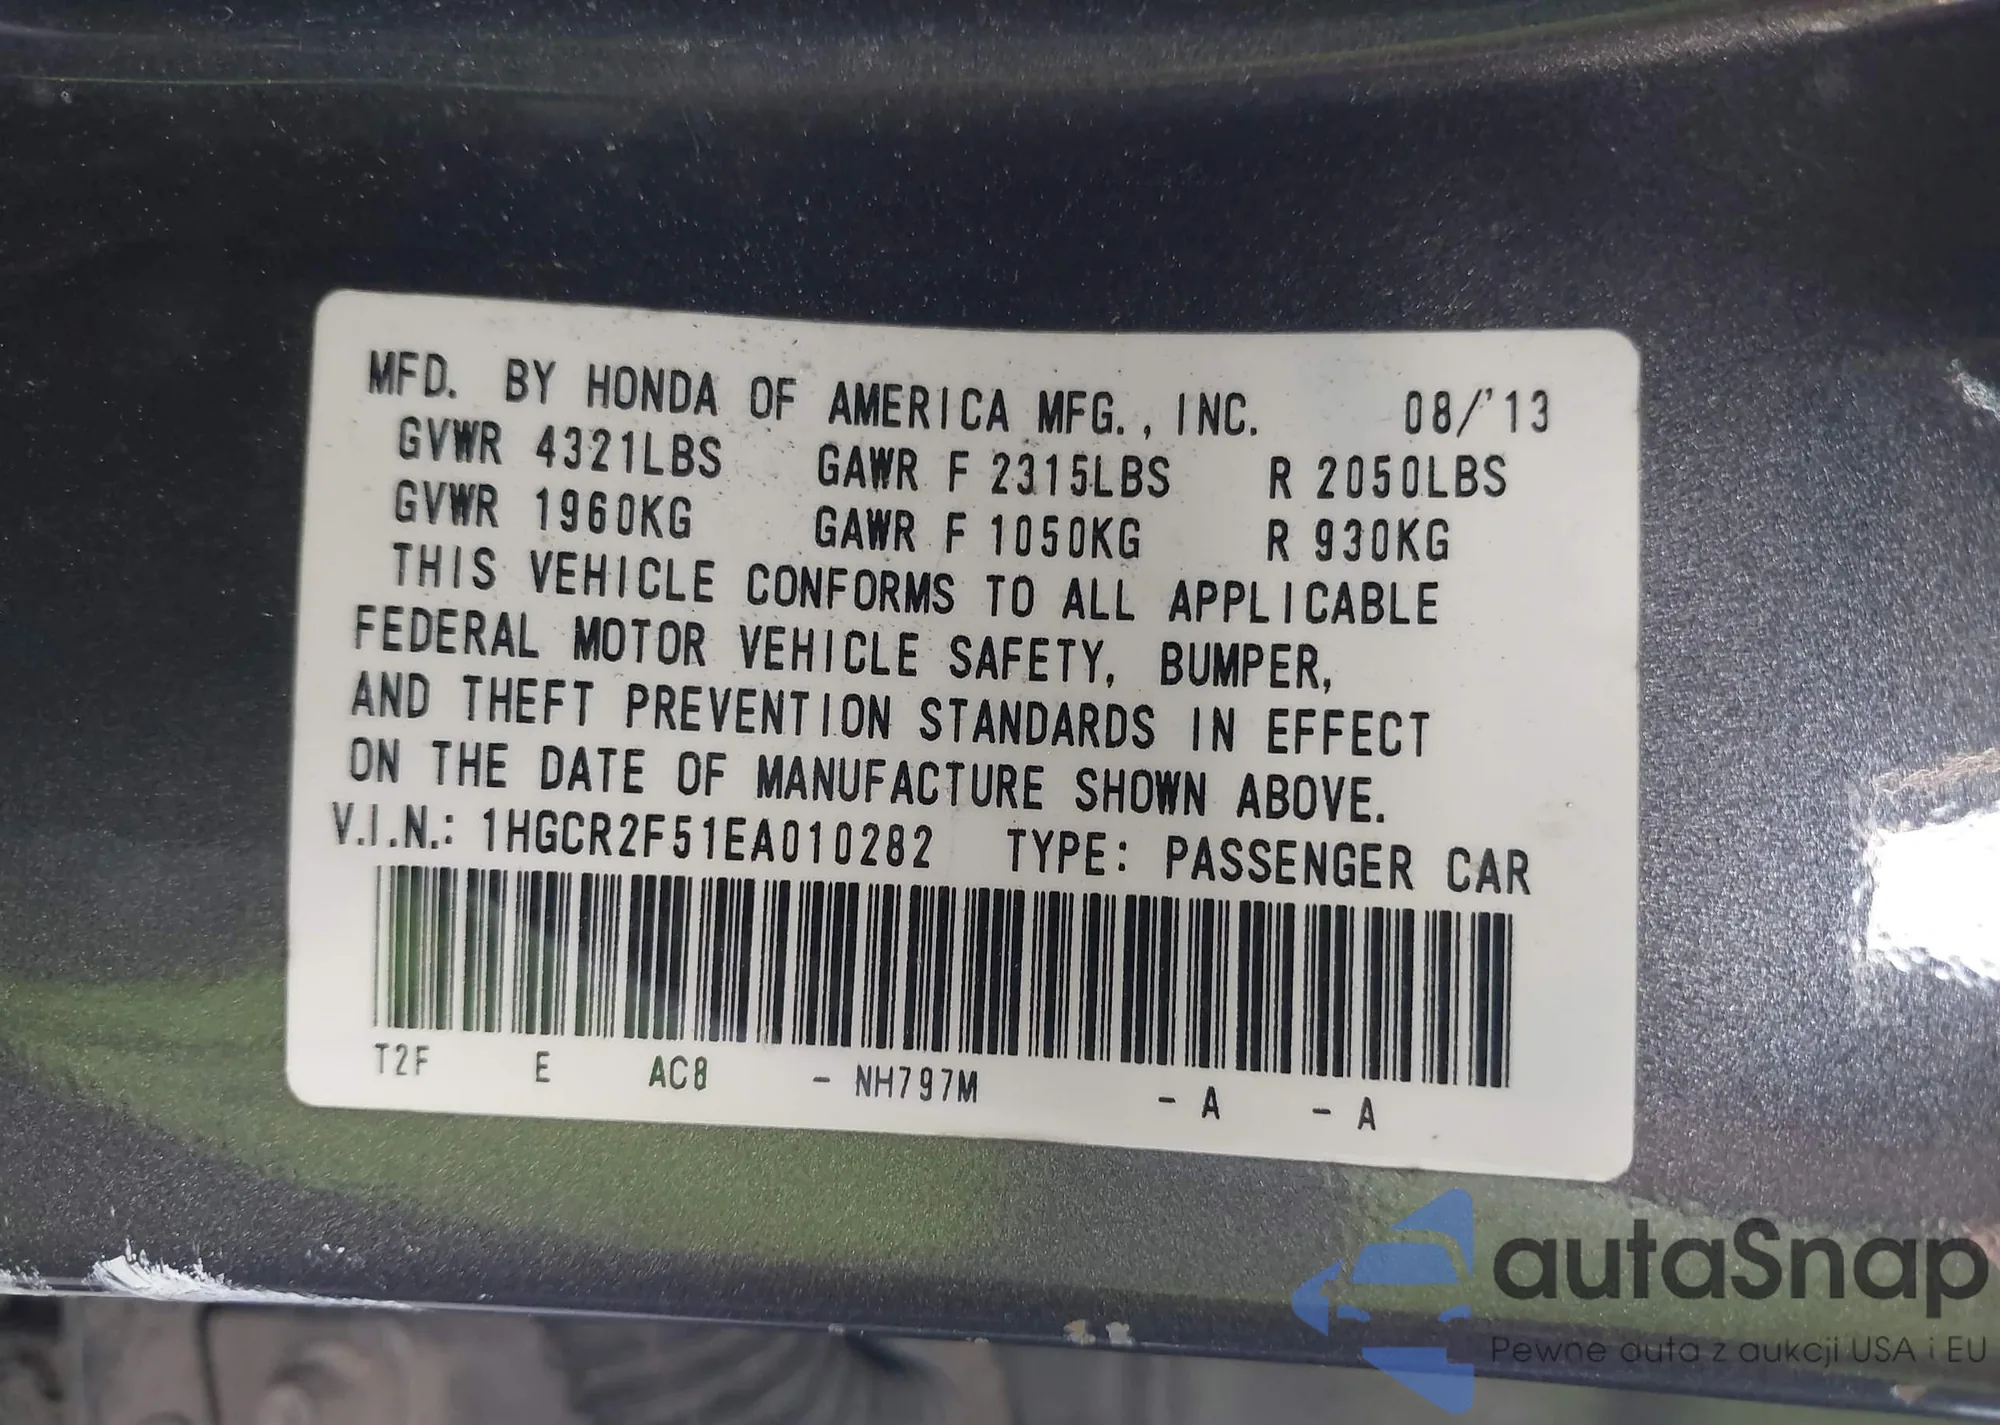 MFD. BY HONDA OF AMERICA MFG., INC. 08/'13
GVWR 4321LBS GAWR F 2315LBS R 2050LBS
GVWR 1960KG GAWR F 1050KG R 930KG
THIS VEHICLE CONFORMS TO ALL APPLICABLE
FEDERAL MOTOR VEHICLE SAFETY, BUMPER,
AND THEFT PREVENTION STANDARDS IN EFFECT
ON THE DATE OF MANUFACTURE SHOWN ABOVE.
V.I.N.: 1HGCR2F51EA010282 TYPE: PASSENGER CAR
T2F E AC8 - NH797M - A - A
autaSnap
Pewne auta z aukcji USA i EU